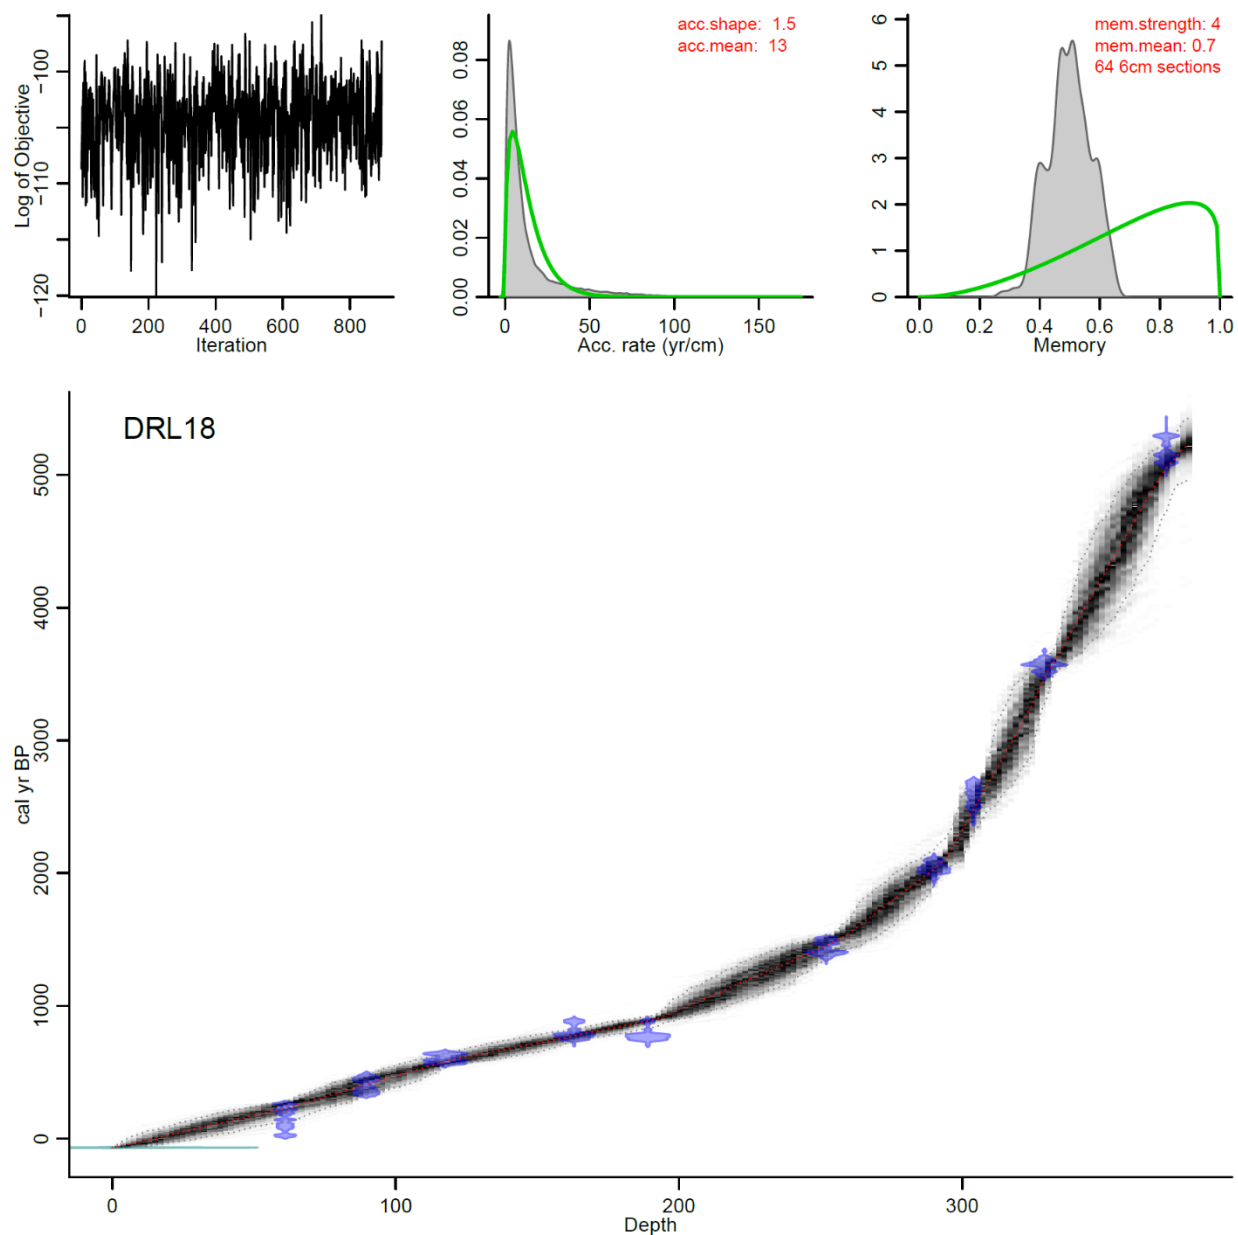 Log of Objective
-100
-110
-120
0 200 400 600 800
Iteration
acc.shape: 1.5
acc.mean: 13
0.00 0.02 0.04 0.06 0.08
0 50 100 150
Acc. rate (yr/cm)
mem.strength: 4
mem.mean: 0.7
64 6cm sections
0 1 2 3 4 5 6
0.0 0.2 0.4 0.6 0.8 1.0
Memory
DRL18
cal yr BP
0 1000 2000 3000 4000 5000
0 100 200 300
Depth